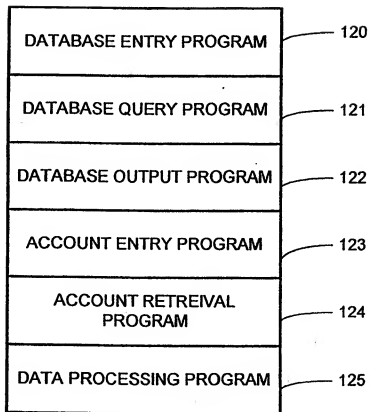 DATABASE ENTRY PROGRAM 120
DATABASE QUERY PROGRAM 121
DATABASE OUTPUT PROGRAM 122
ACCOUNT ENTRY PROGRAM 123
ACCOUNT RETREIVAL
PROGRAM 124
DATA PROCESSING PROGRAM 125